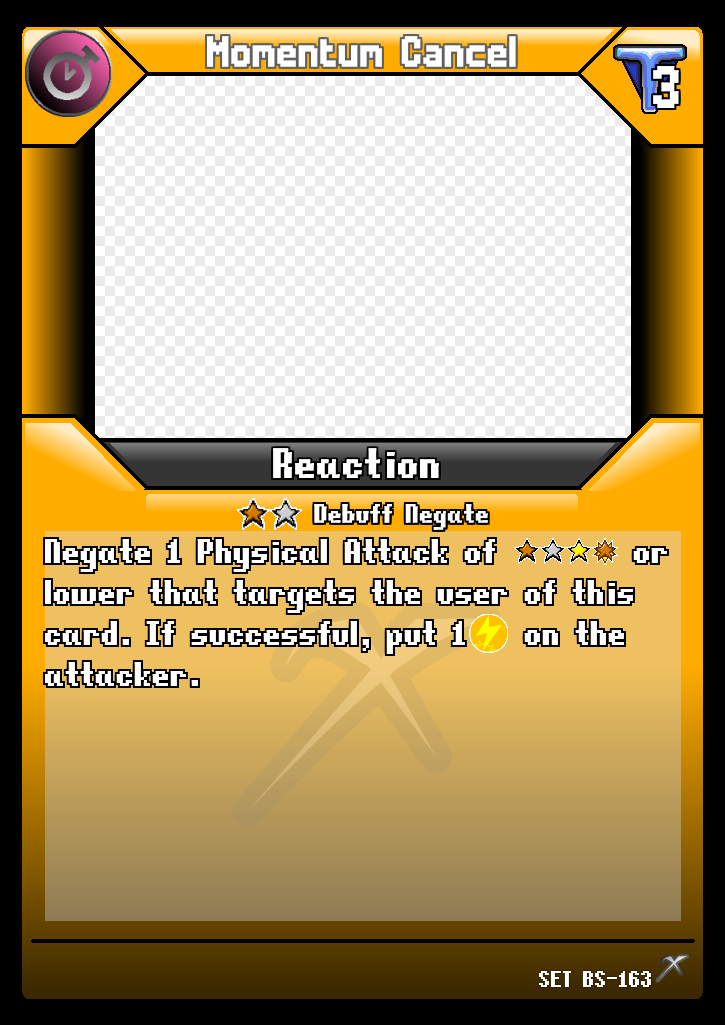 Momentum Cancel
T3
Reaction
Debuff Negate
Negate 1 Physical Attack of or
lower that targets the user of this
card. If successful, put 1 on the
attacker.
SET BS-163